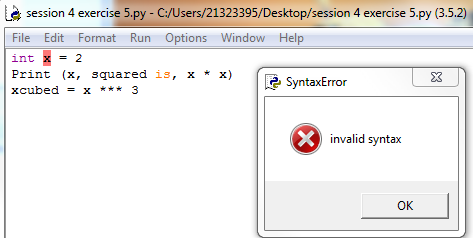 session 4 exercise 5.py - C:/Users/21323395/Desktop/session 4 exercise 5.py (3.5.2)
File Edit Format Run Options Window Help
int x = 2
Print (x, squared is, x * x)
xcubed = x *** 3
SyntaxError
invalid syntax
OK